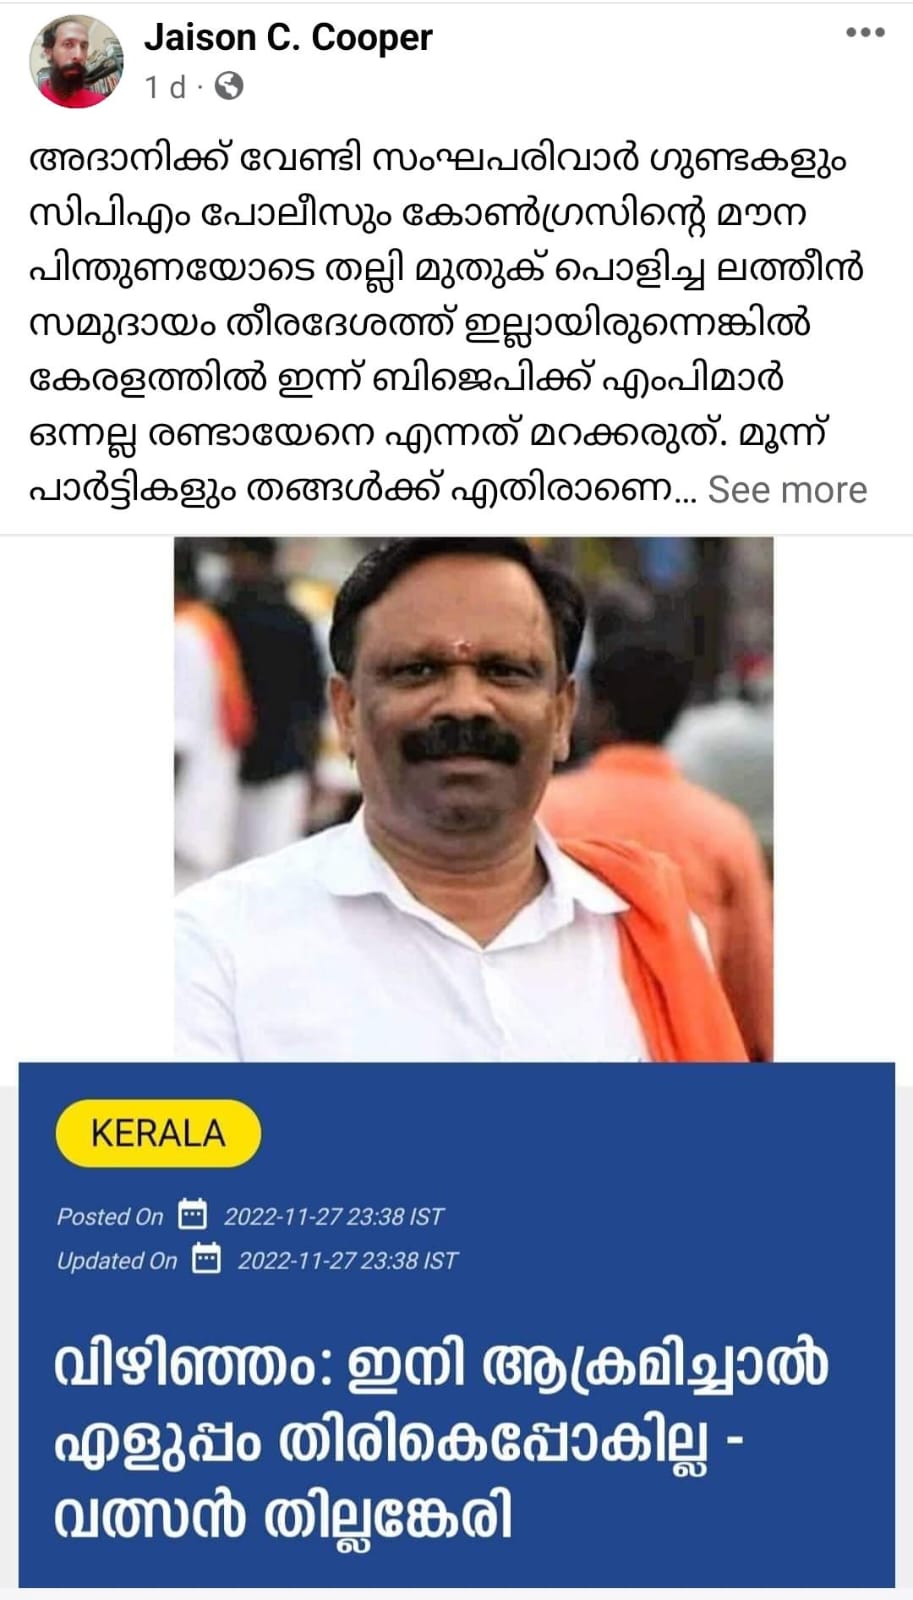 Jaison C. Cooper
1 d ·
അദാനിക്ക് വേണ്ടി സംഘപരിവാർ ഗുണ്ടകളും
സിപിഎം പോലീസും കോൺഗ്രസിന്റെ മൗന
പിന്തുണയോടെ തല്ലി മുതുക് പൊളിച്ച ലത്തീൻ
സമുദായം തീരദേശത്ത് ഇല്ലായിരുന്നെങ്കിൽ
കേരളത്തിൽ ഇന്ന് ബിജെപിക്ക് എംപിമാർ
ഒന്നല്ല രണ്ടായേനെ എന്നത് മറക്കരുത്. മൂന്ന്
പാർട്ടികളും തങ്ങൾക്ക് എതിരാണെ... See more
KERALA
Posted On 2022-11-27 23:38 IST
Updated On 2022-11-27 23:38 IST
വിഴിഞ്ഞം: ഇനി ആക്രമിച്ചാൽ
എളുപ്പം തിരികെപ്പോകില്ല -
വത്സൻ തില്ലങ്കേരി